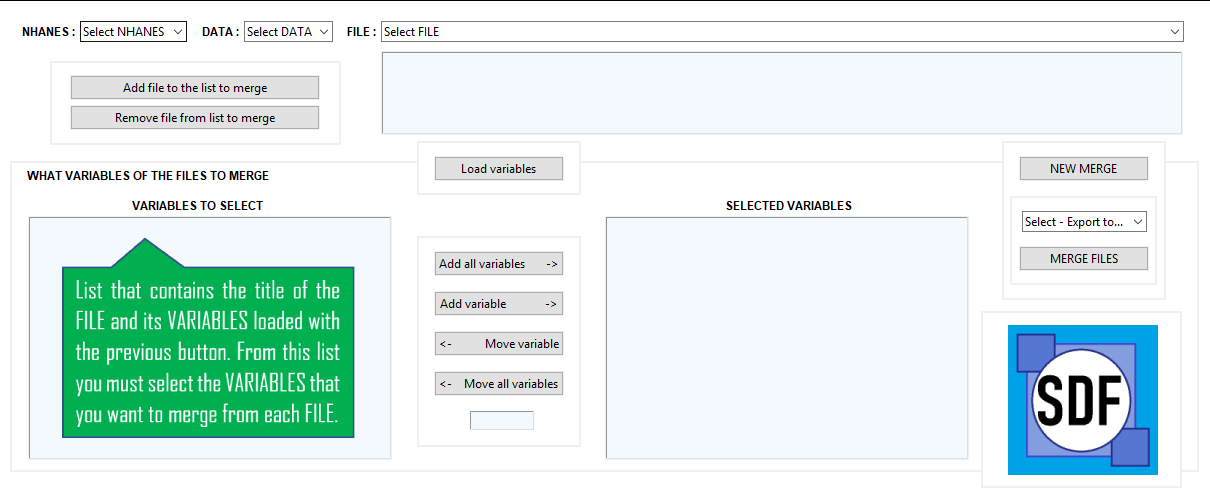 NHANES : Select NHANES DATA : Select DATA FILE : Select FILE
Add file to the list to merge
Remove file from list to merge
Load variables
NEW MERGE
WHAT VARIABLES OF THE FILES TO MERGE
VARIABLES TO SELECT
SELECTED VARIABLES
Select - Export to...
MERGE FILES
List that contains the title of the
FILE and its VARIABLES loaded with
the previous button. From this list
you must select the VARIABLES that
you want to merge from each FILE.
Add all variables ->
Add variable ->
<- Move variable
<- Move all variables
SDF